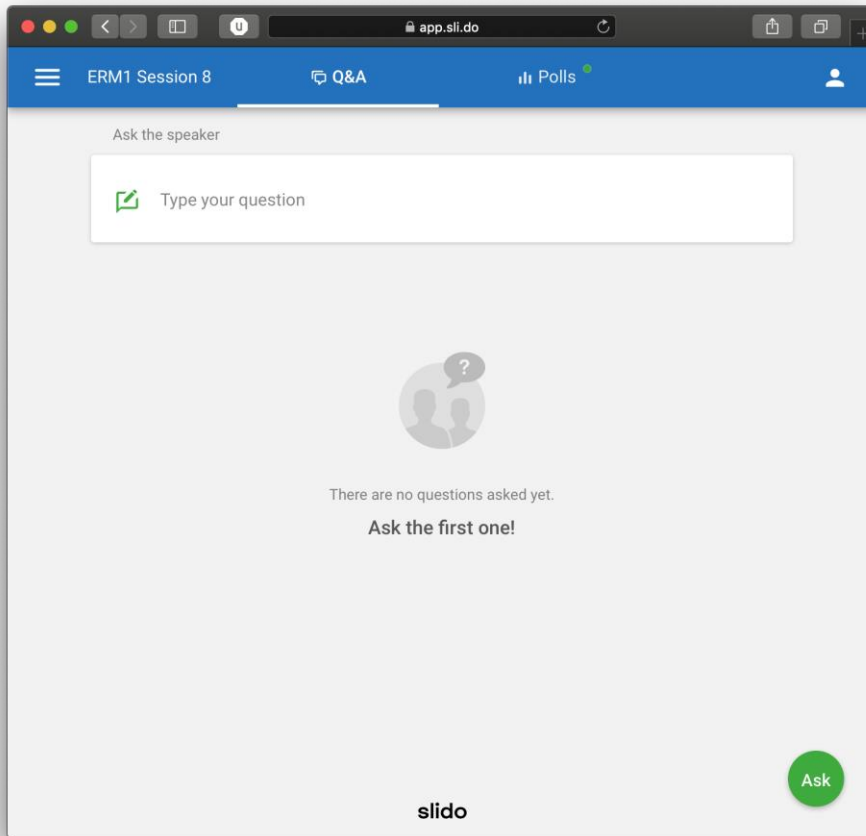 app.sli.do
ERM1 Session 8
Q&A
Polls
Ask the speaker
Type your question
?
There are no questions asked yet.
Ask the first one!
Ask
slido